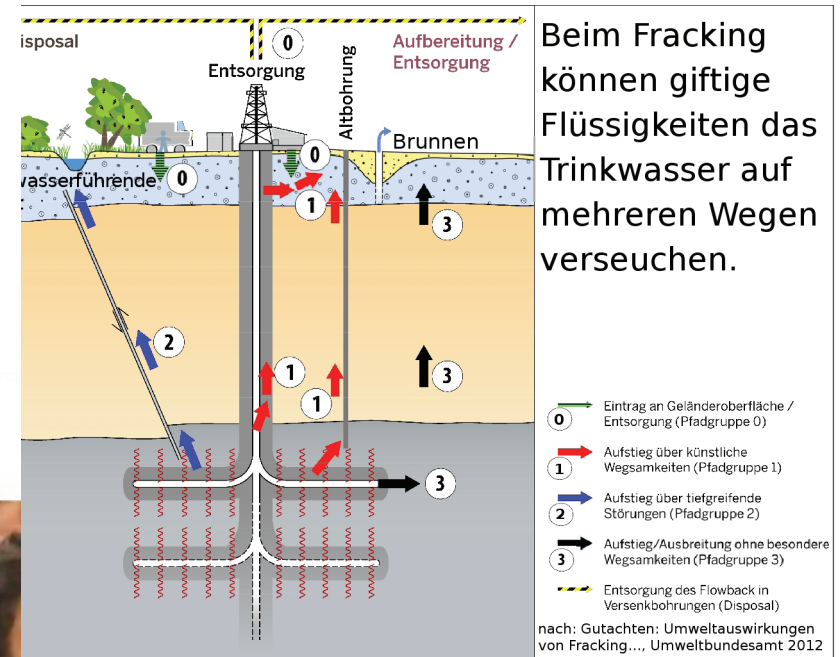 isposal
0
Aufbereitung /
Entsorgung
Entsorgung
Altbohrung
Brunnen
0
0
wasserführende
1
3
2
1
1
3
3
Beim Fracking
können giftige
Flüssigkeiten das
Trinkwasser auf
mehreren Wegen
verseuchen.
0
Eintrag an Geländeroberfläche /
Entsorgung (Pfadgruppe 0)
1
Aufstieg über künstliche
Wegsamkeiten (Pfadgruppe 1)
2
Aufstieg über tiefgreifende
Störungen (Pfadgruppe 2)
3
Aufstieg/Ausbreitung ohne besondere
Wegsamkeiten (Pfadgruppe 3)
Entsorgung des Flowback in
Versenkbohrungen (Disposal)
nach: Gutachten: Umweltauswirkungen
von Fracking..., Umweltbundesamt 2012